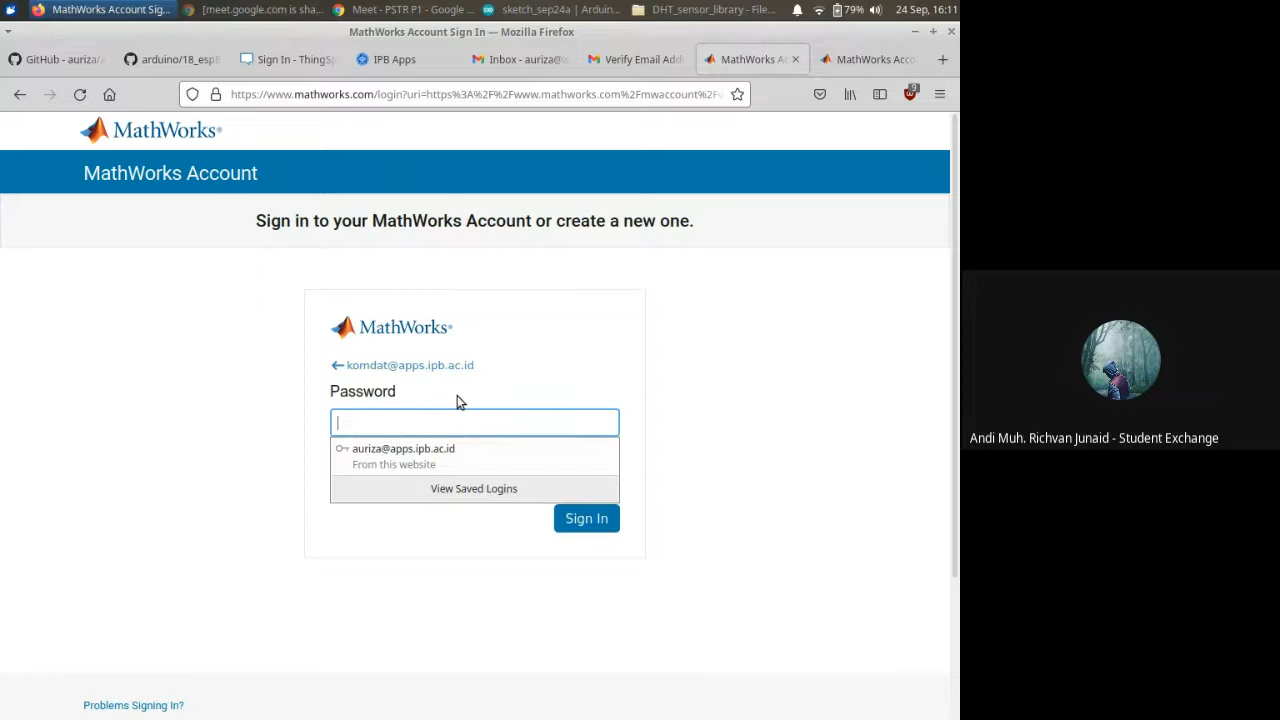 MathWorks Account Sig...
[meet.google.com is sha...
Meet - PSTR P1 - Google ...
sketch_sep24a | Arduin...
DHT_sensor_library - File...
79%
24 Sep, 16:11
MathWorks Account Sign In — Mozilla Firefox
GitHub - auriza/
arduino/18_esp8
Sign In - ThingSp
IPB Apps
Inbox - auriza@a
Verify Email Add
MathWorks Ac
MathWorks Acco
https://www.mathworks.com/login?uri=https%3A%2F%2Fwww.mathworks.com%2Fmwaccount%2F
9
MathWorks®
MathWorks Account
Sign in to your MathWorks Account or create a new one.
MathWorks®
komdat@apps.ipb.ac.id
Password
auriza@apps.ipb.ac.id
From this website
View Saved Logins
Sign In
Problems Signing In?
Andi Muh. Richvan Junaid - Student Exchange